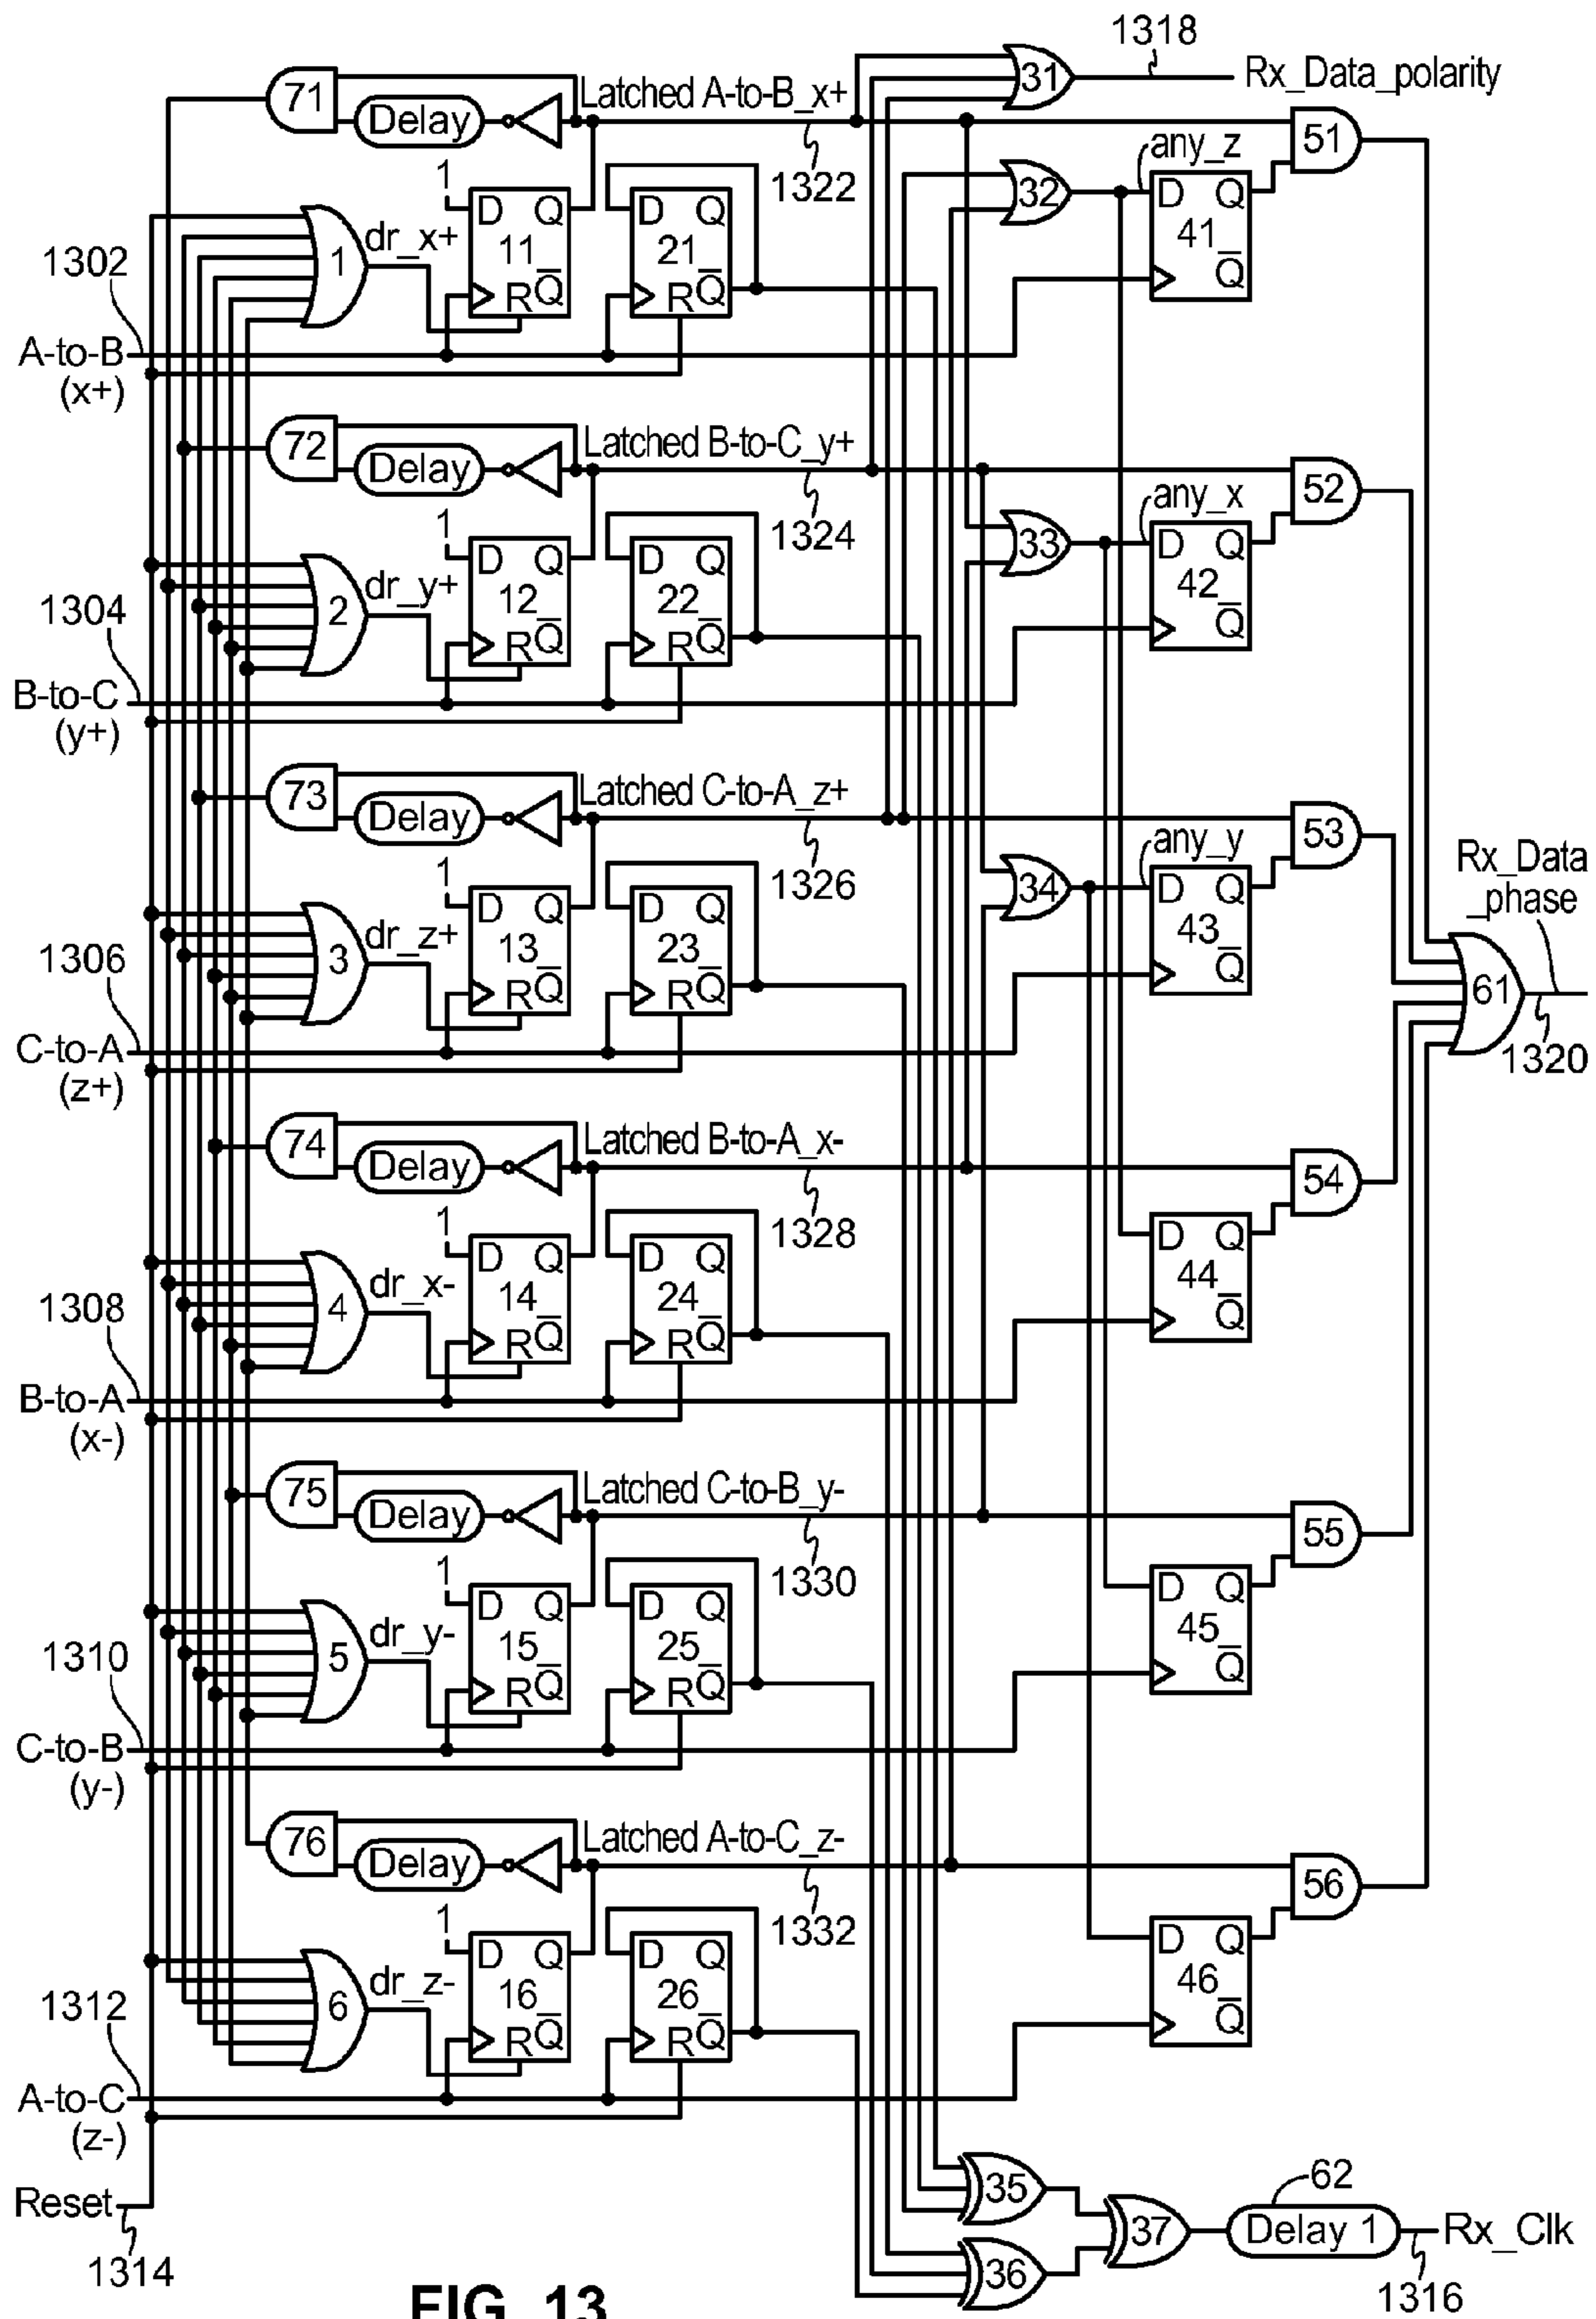 1318
Rx_Data_polarity
31
71
Delay
Latched A-to-B_x+
1322
any_z
51
32
1
D Q
11
R Q
D Q
21
R Q
D Q
41
Q
1
dr_x+
1302
A-to-B
(x+)
72
Delay
Latched B-to-C_y+
1324
any_x
52
33
1
D Q
12
R Q
D Q
22
R Q
D Q
42
Q
2
dr_y+
1304
B-to-C
(y+)
73
Delay
Latched C-to-A_z+
1326
any_y
53
34
1
D Q
13
R Q
D Q
23
R Q
D Q
43
Q
3
dr_z+
1306
C-to-A
(z+)
Rx_Data
_phase
61
1320
74
Delay
Latched B-to-A_x-
1328
54
1
D Q
14
R Q
D Q
24
R Q
D Q
44
Q
4
dr_x-
1308
B-to-A
(x-)
75
Delay
Latched C-to-B_y-
1330
55
1
D Q
15
R Q
D Q
25
R Q
D Q
45
Q
5
dr_y-
1310
C-to-B
(y-)
76
Delay
Latched A-to-C_z-
1332
56
1
D Q
16
R Q
D Q
26
R Q
D Q
46
Q
6
dr_z-
1312
A-to-C
(z-)
Reset
1314
35
36
37
62
Delay 1
Rx_Clk
1316
FIG. 13